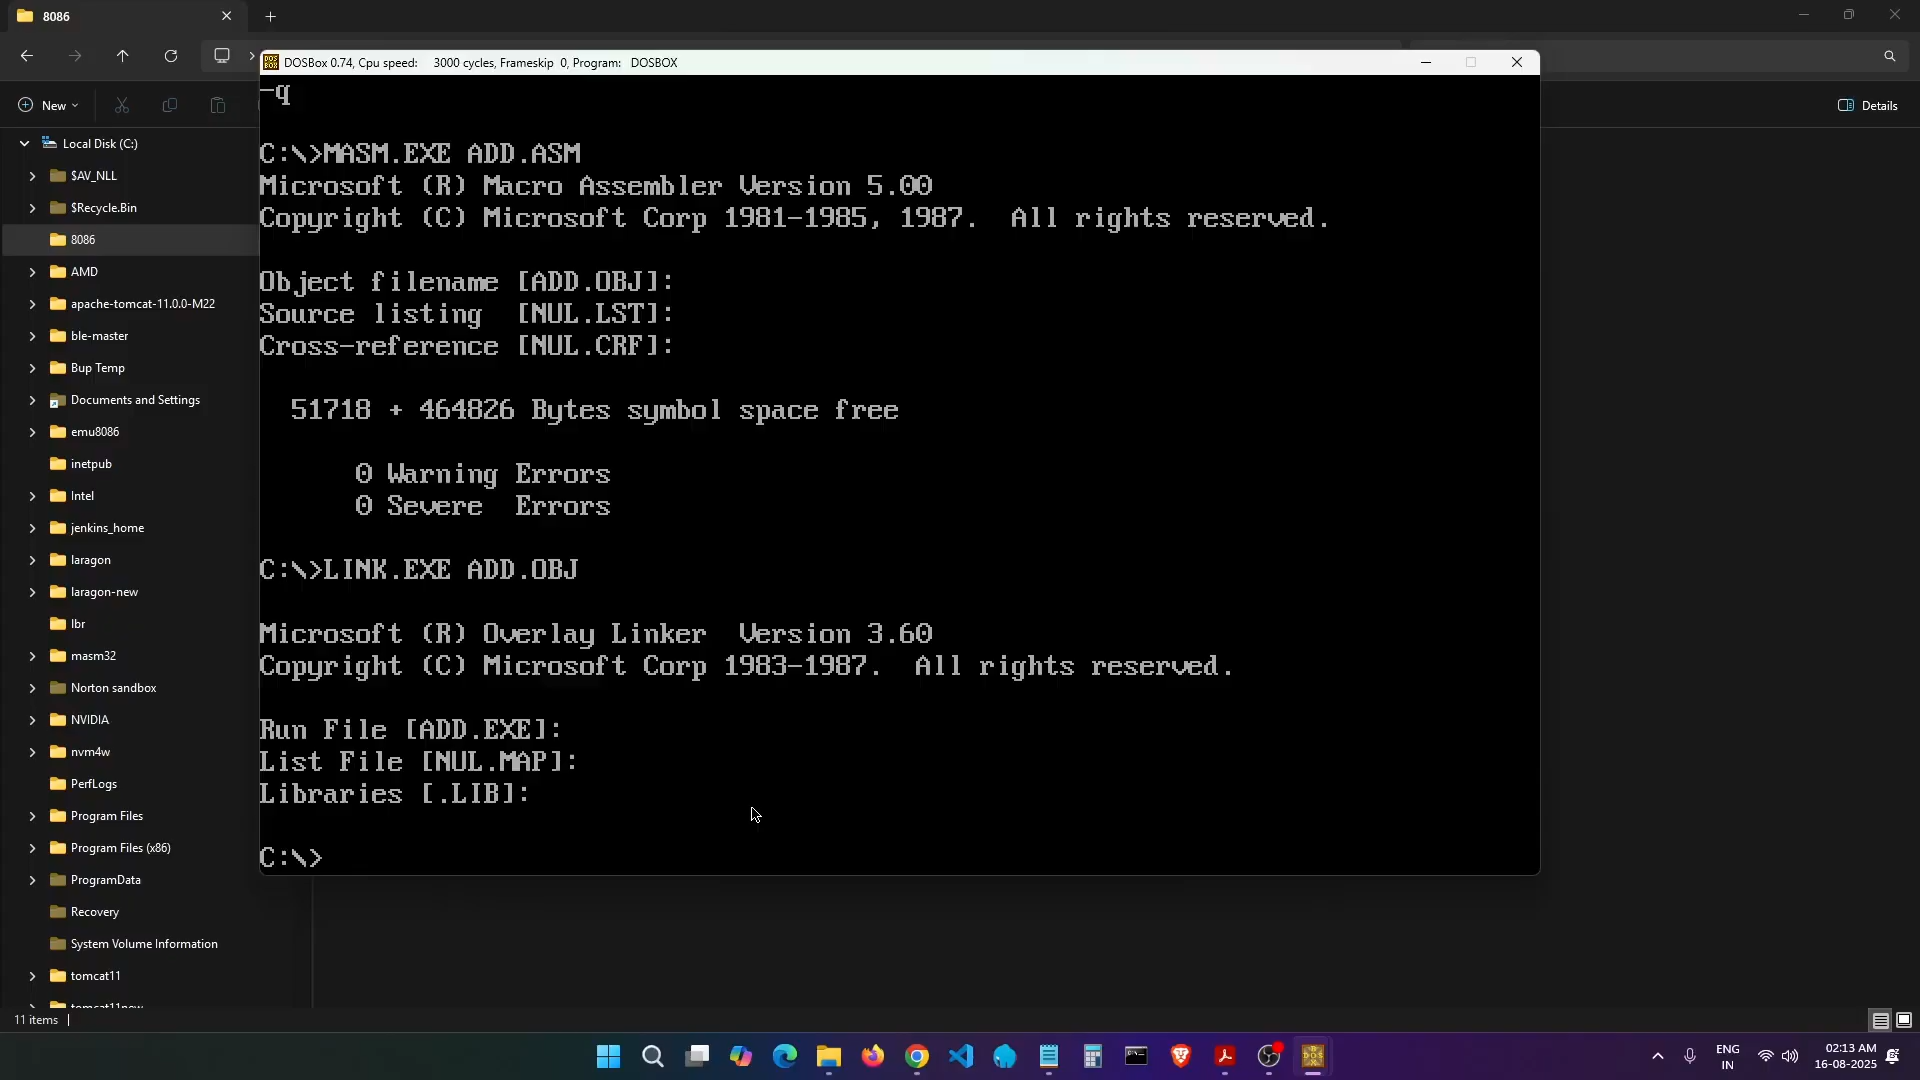 8086
DOSBox 0.74, Cpu speed: 3000 cycles, Frameskip 0, Program: DOSBOX
New
Details
Local Disk (C:)
$AV_NLL
$Recycle.Bin
8086
AMD
apache-tomcat-11.0.0-M22
ble-master
Bup Temp
Documents and Settings
emu8086
inetpub
Intel
jenkins_home
laragon
laragon-new
lbr
masm32
Norton sandbox
NVIDIA
nvm4w
PerfLogs
Program Files
Program Files (x86)
ProgramData
Recovery
System Volume Information
tomcat11
tomcat11new
11 items
-q
C:\>MASM.EXE ADD.ASM
Microsoft (R) Macro Assembler Version 5.00
Copyright (C) Microsoft Corp 1981-1985, 1987.  All rights reserved.
Object filename [ADD.OBJ]:
Source listing  [NUL.LST]:
Cross-reference [NUL.CRF]:
51718 + 464826 Bytes symbol space free
0 Warning Errors
0 Severe  Errors
C:\>LINK.EXE ADD.OBJ
Microsoft (R) Overlay Linker  Version 3.60
Copyright (C) Microsoft Corp 1983-1987.  All rights reserved.
Run File [ADD.EXE]:
List File [NUL.MAP]:
Libraries [.LIB]:
C:\>
ENG
IN
02:13 AM
16-08-2025